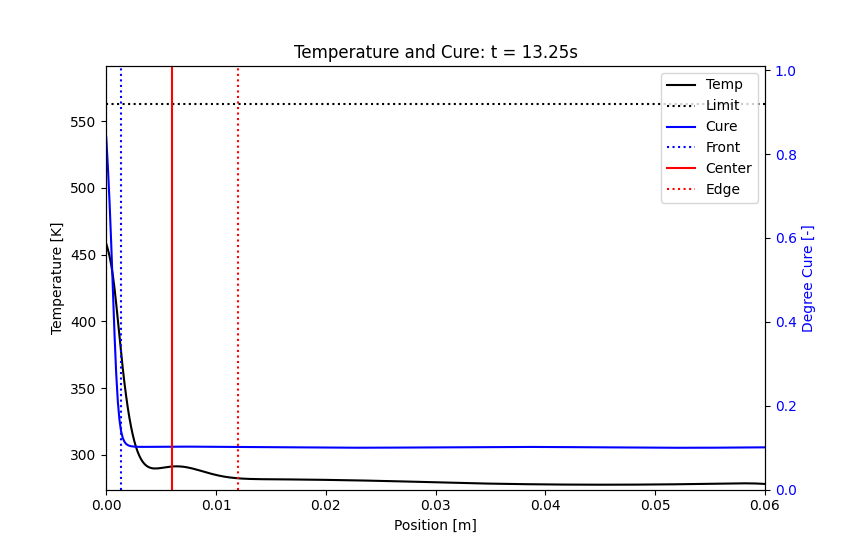 Temperature and Cure: t = 13.25s
Temp
Limit
Cure
Front
Center
Edge
Temperature [K]
550
500
450
400
350
300
1.0
0.8
0.6
0.4
0.2
0.0
Degree Cure [-]
0.00
0.01
0.02
0.03
0.04
0.05
0.06
Position [m]